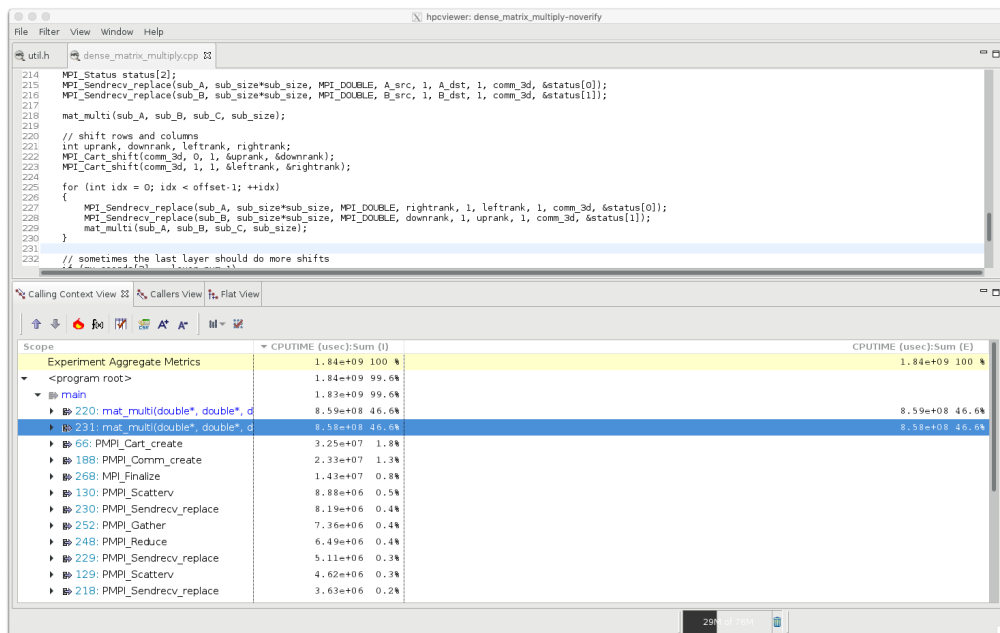 hpcviewer: dense_matrix_multiply-noverify
File Filter View Window Help
util.h dense_matrix_multiply.cpp
214 MPI_Status status[2];
215 MPI_Sendrecv_replace(sub_A, sub_size*sub_size, MPI_DOUBLE, A_src, 1, A_dst, 1, comm_3d, &status[0]);
216 MPI_Sendrecv_replace(sub_B, sub_size*sub_size, MPI_DOUBLE, B_src, 1, B_dst, 1, comm_3d, &status[1]);
217
218 mat_multi(sub_A, sub_B, sub_C, sub_size);
219
220 // shift rows and columns
221 int uprank, downrank, leftrank, rightrank;
222 MPI_Cart_shift(comm_3d, 0, 1, &uprank, &downrank);
223 MPI_Cart_shift(comm_3d, 1, 1, &leftrank, &rightrank);
224
225 for (int idx = 0; idx < offset-1; ++idx)
226 {
227 MPI_Sendrecv_replace(sub_A, sub_size*sub_size, MPI_DOUBLE, rightrank, 1, leftrank, 1, comm_3d, &status[0]);
228 MPI_Sendrecv_replace(sub_B, sub_size*sub_size, MPI_DOUBLE, downrank, 1, uprank, 1, comm_3d, &status[1]);
229 mat_multi(sub_A, sub_B, sub_C, sub_size);
230 }
231
232 // sometimes the last layer should do more shifts
Calling Context View Callers View Flat View
Scope CPUTIME (usec):Sum (I) CPUTIME (usec):Sum (E)
Experiment Aggregate Metrics 1.84e+09 100 % 1.84e+09 100 %
<program root> 1.84e+09 99.6%
main 1.83e+09 99.6%
220: mat_multi(double*, double*, d 8.59e+08 46.6% 8.59e+08 46.6%
231: mat_multi(double*, double*, d 8.58e+08 46.6% 8.58e+08 46.6%
66: PMPI_Cart_create 3.25e+07 1.8%
188: PMPI_Comm_create 2.33e+07 1.3%
268: MPI_Finalize 1.43e+07 0.8%
130: PMPI_Scatterv 8.88e+06 0.5%
230: PMPI_Sendrecv_replace 8.19e+06 0.4%
252: PMPI_Gather 7.36e+06 0.4%
248: PMPI_Reduce 6.49e+06 0.4%
229: PMPI_Sendrecv_replace 5.11e+06 0.3%
129: PMPI_Scatterv 4.62e+06 0.3%
218: PMPI_Sendrecv_replace 3.63e+06 0.2%
29M of 76M